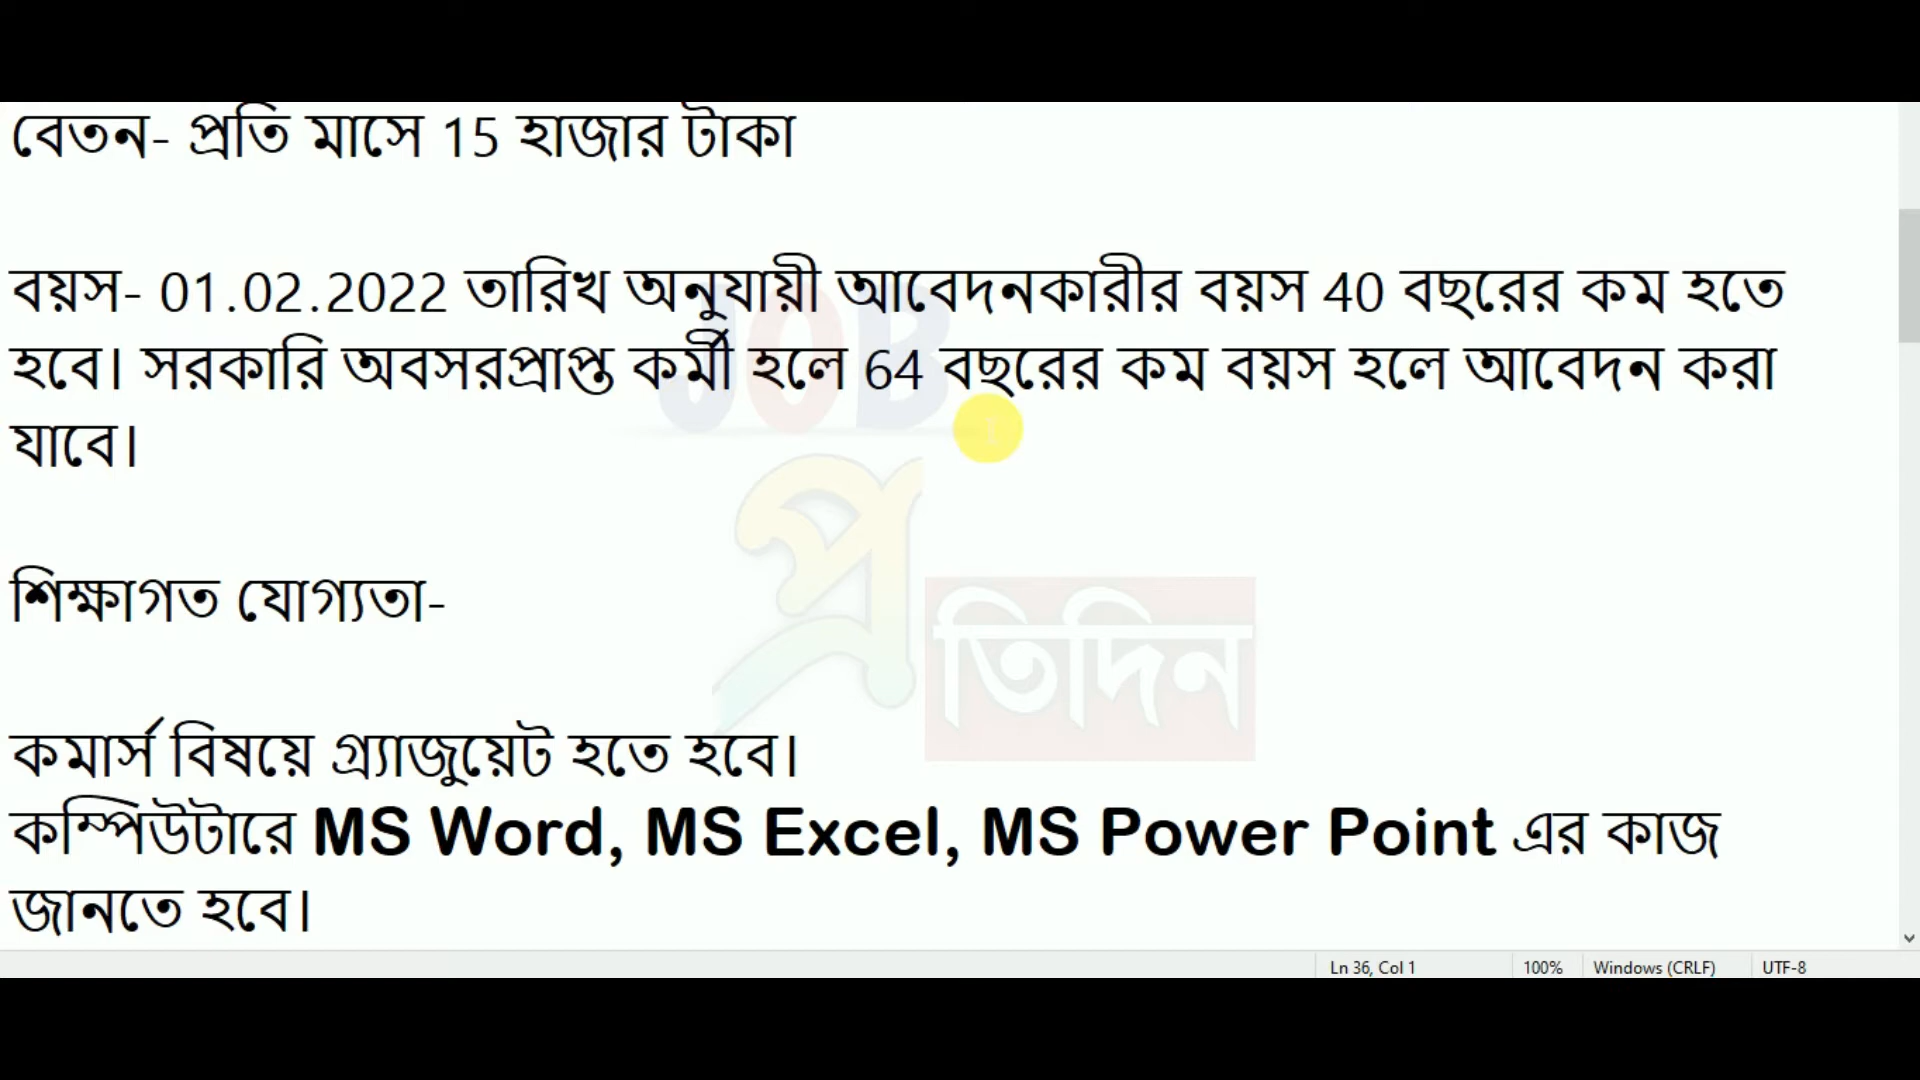 বেতন- প্রতি মাসে 15 হাজার টাকা
বয়স- 01.02.2022 তারিখ অনুযায়ী আবেদনকারীর বয়স 40 বছরের কম হতে
হবে। সরকারি অবসরপ্রাপ্ত কর্মী হলে 64 বছরের কম বয়স হলে আবেদন করা
যাবে।
JOB
প্র
তিদিন
শিক্ষাগত যোগ্যতা-
কমার্স বিষয়ে গ্র্যাজুয়েট হতে হবে।
কম্পিউটারে MS Word, MS Excel, MS Power Point এর কাজ
জানতে হবে।
Ln 36, Col 1 100% Windows (CRLF) UTF-8